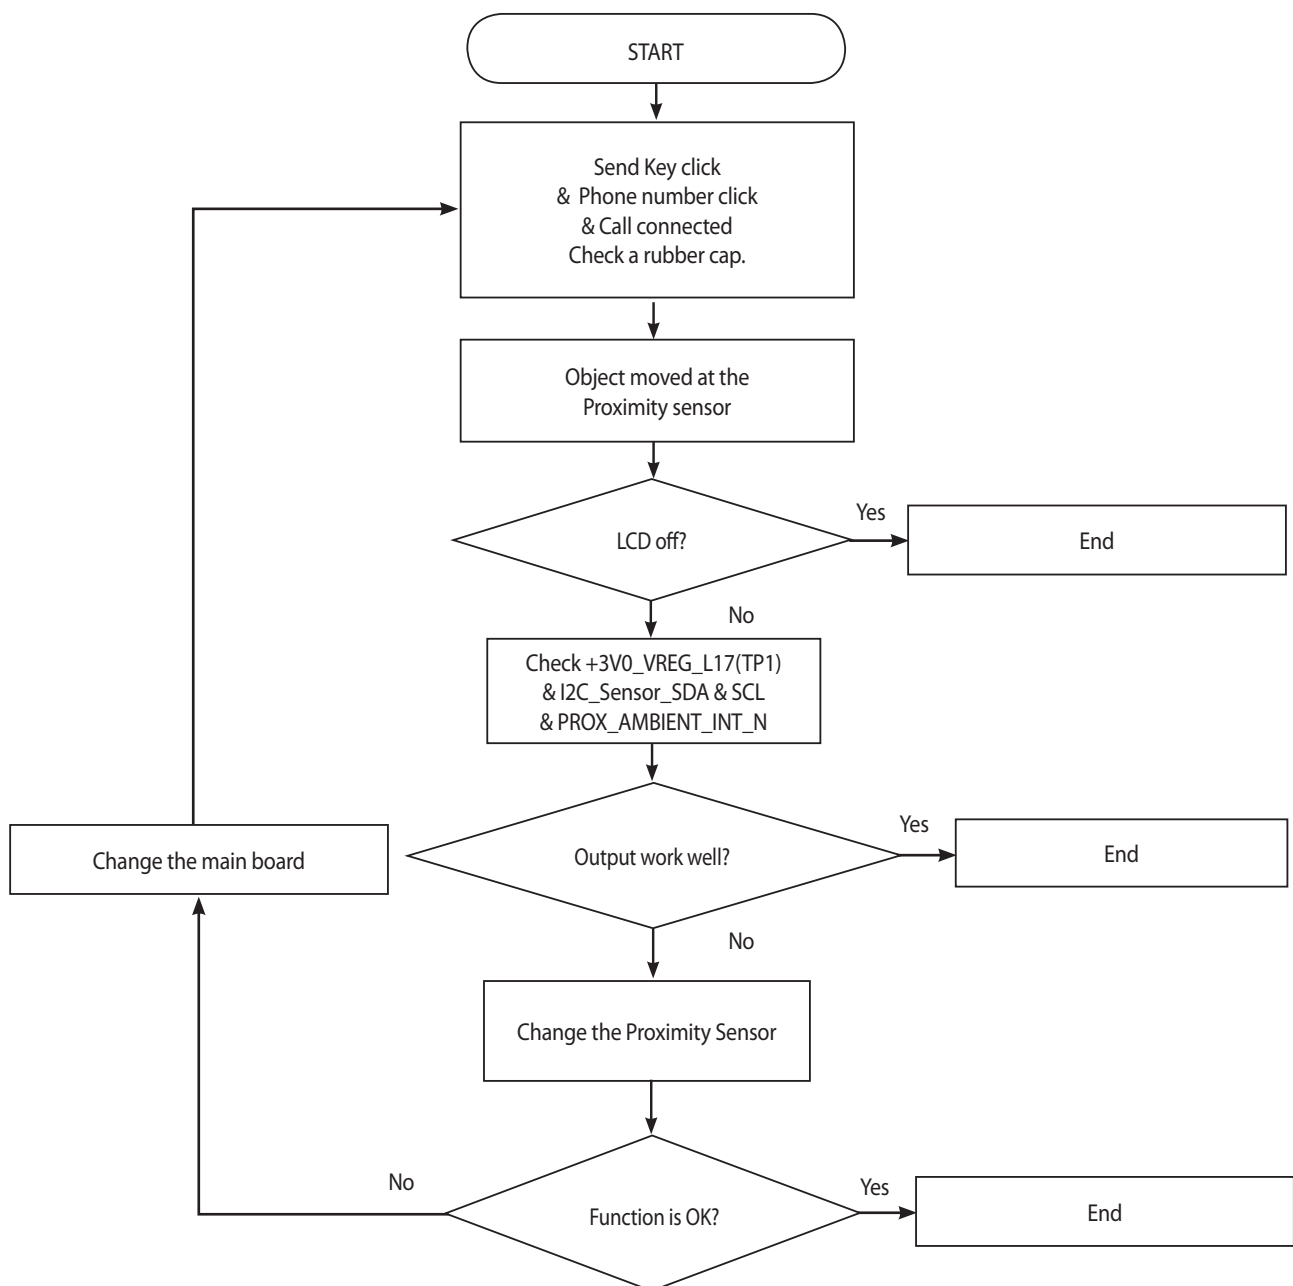 START
Send Key click
& Phone number click
& Call connected
Check a rubber cap.
Object moved at the
Proximity sensor
LCD off?
Yes
End
No
Check +3V0_VREG_L17(TP1)
& I2C_Sensor_SDA & SCL
& PROX_AMBIENT_INT_N
Change the main board
Output work well?
Yes
End
No
Change the Proximity Sensor
No
Function is OK?
Yes
End